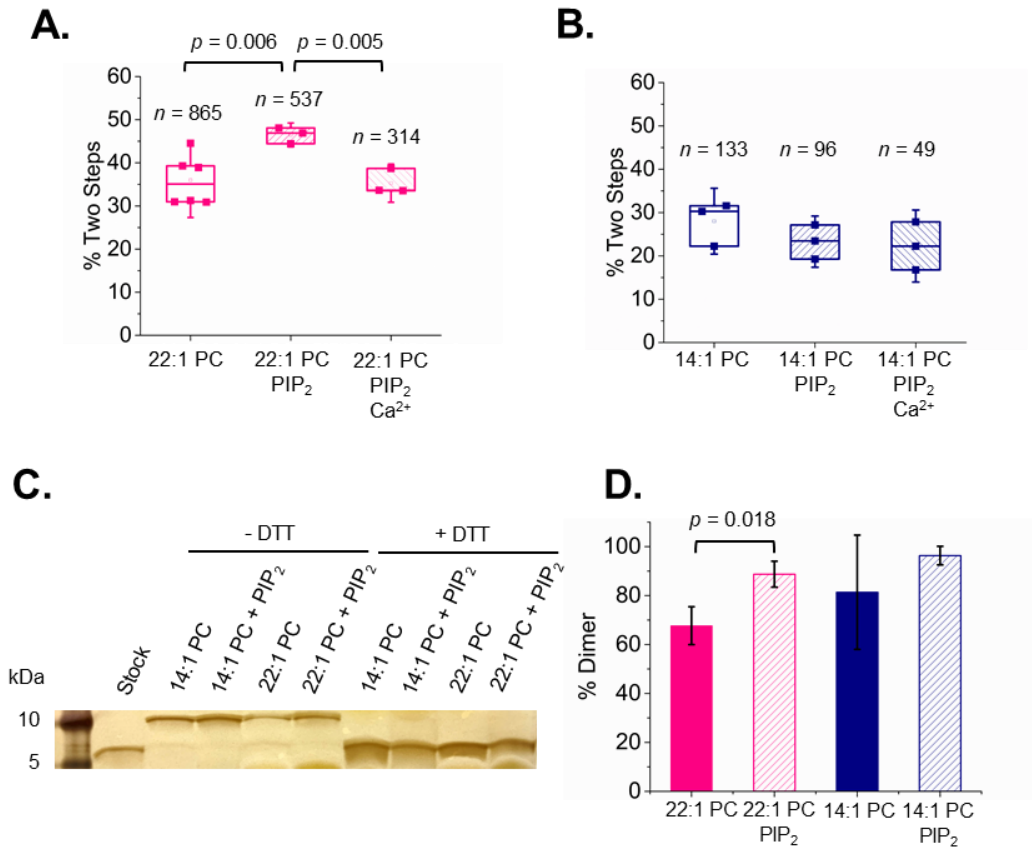 A.
p = 0.006
p = 0.005
n = 865
n = 537
n = 314
% Two Steps
60
50
40
30
20
10
0
22:1 PC
22:1 PC
PIP₂
22:1 PC
PIP₂
Ca²⁺
B.
n = 133
n = 96
n = 49
% Two Steps
60
50
40
30
20
10
0
14:1 PC
14:1 PC
PIP₂
14:1 PC
PIP₂
Ca²⁺
C.
- DTT
+ DTT
kDa
Stock
14:1 PC
14:1 PC + PIP₂
22:1 PC
22:1 PC + PIP₂
14:1 PC
14:1 PC + PIP₂
22:1 PC
22:1 PC + PIP₂
10
5
D.
p = 0.018
% Dimer
100
80
60
40
20
0
22:1 PC
22:1 PC
PIP₂
14:1 PC
14:1 PC
PIP₂